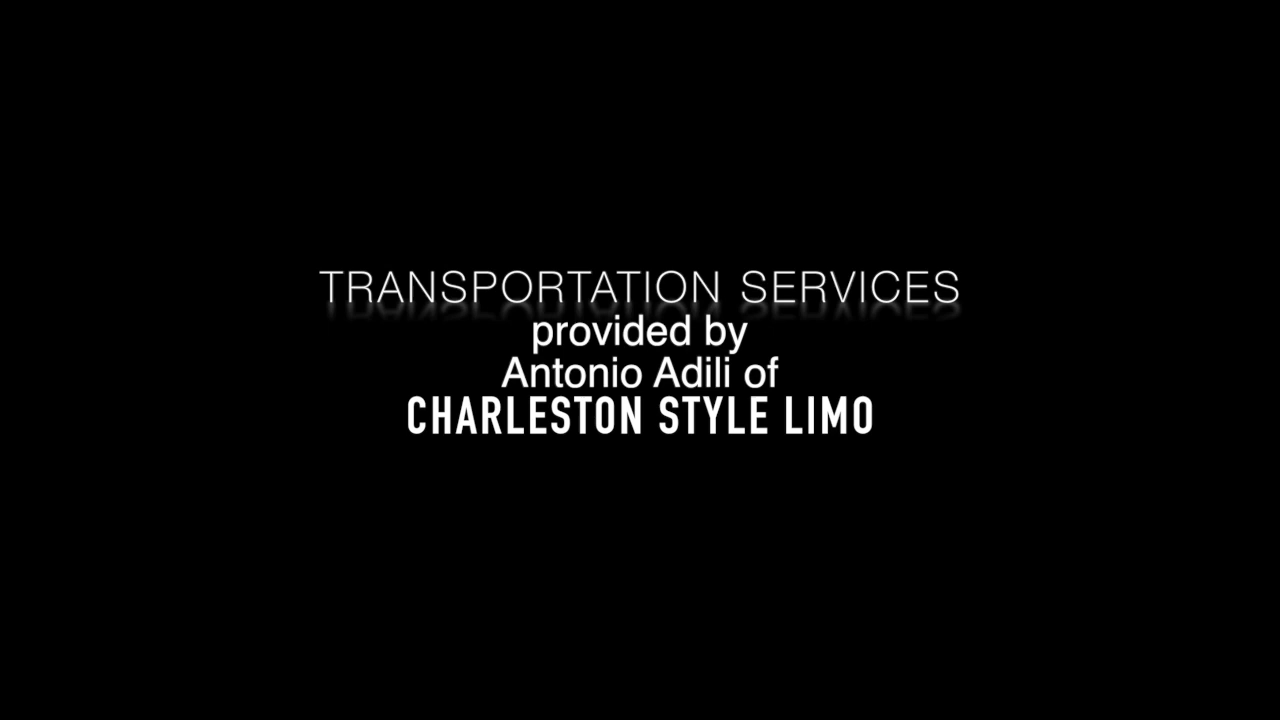 TRANSPORTATION SERVICES
provided by
Antonio Adili of
CHARLESTON STYLE LIMO